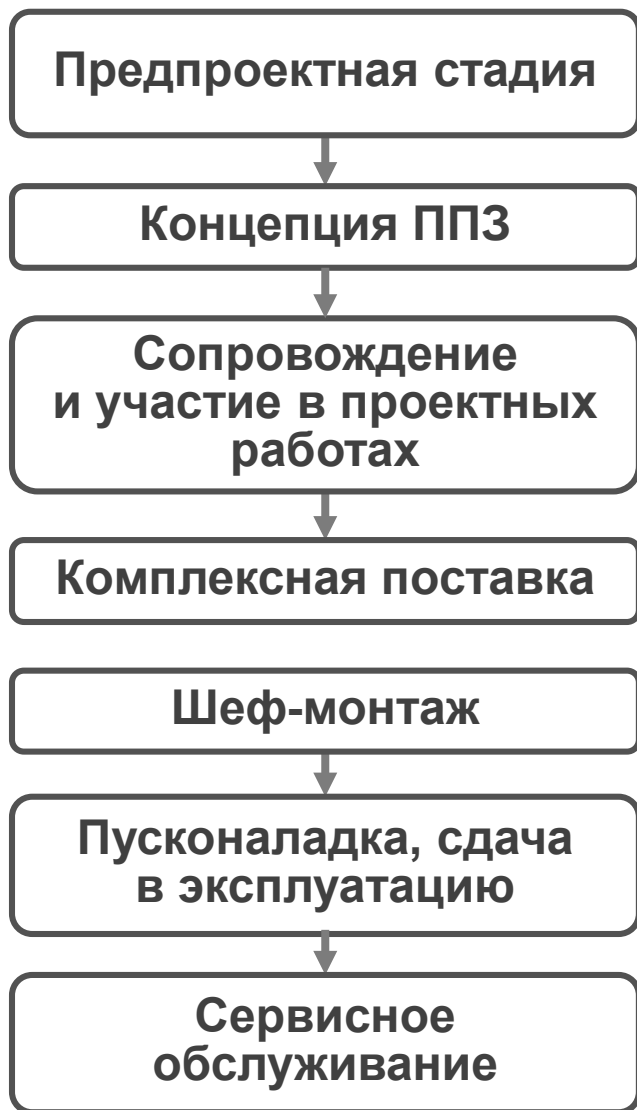 Предпроектная стадия
Концепция ППЗ
Сопровождение
и участие в проектных
работах
Комплексная поставка
Шеф-монтаж
Пусконаладка, сдача
в эксплуатацию
Сервисное
обслуживание